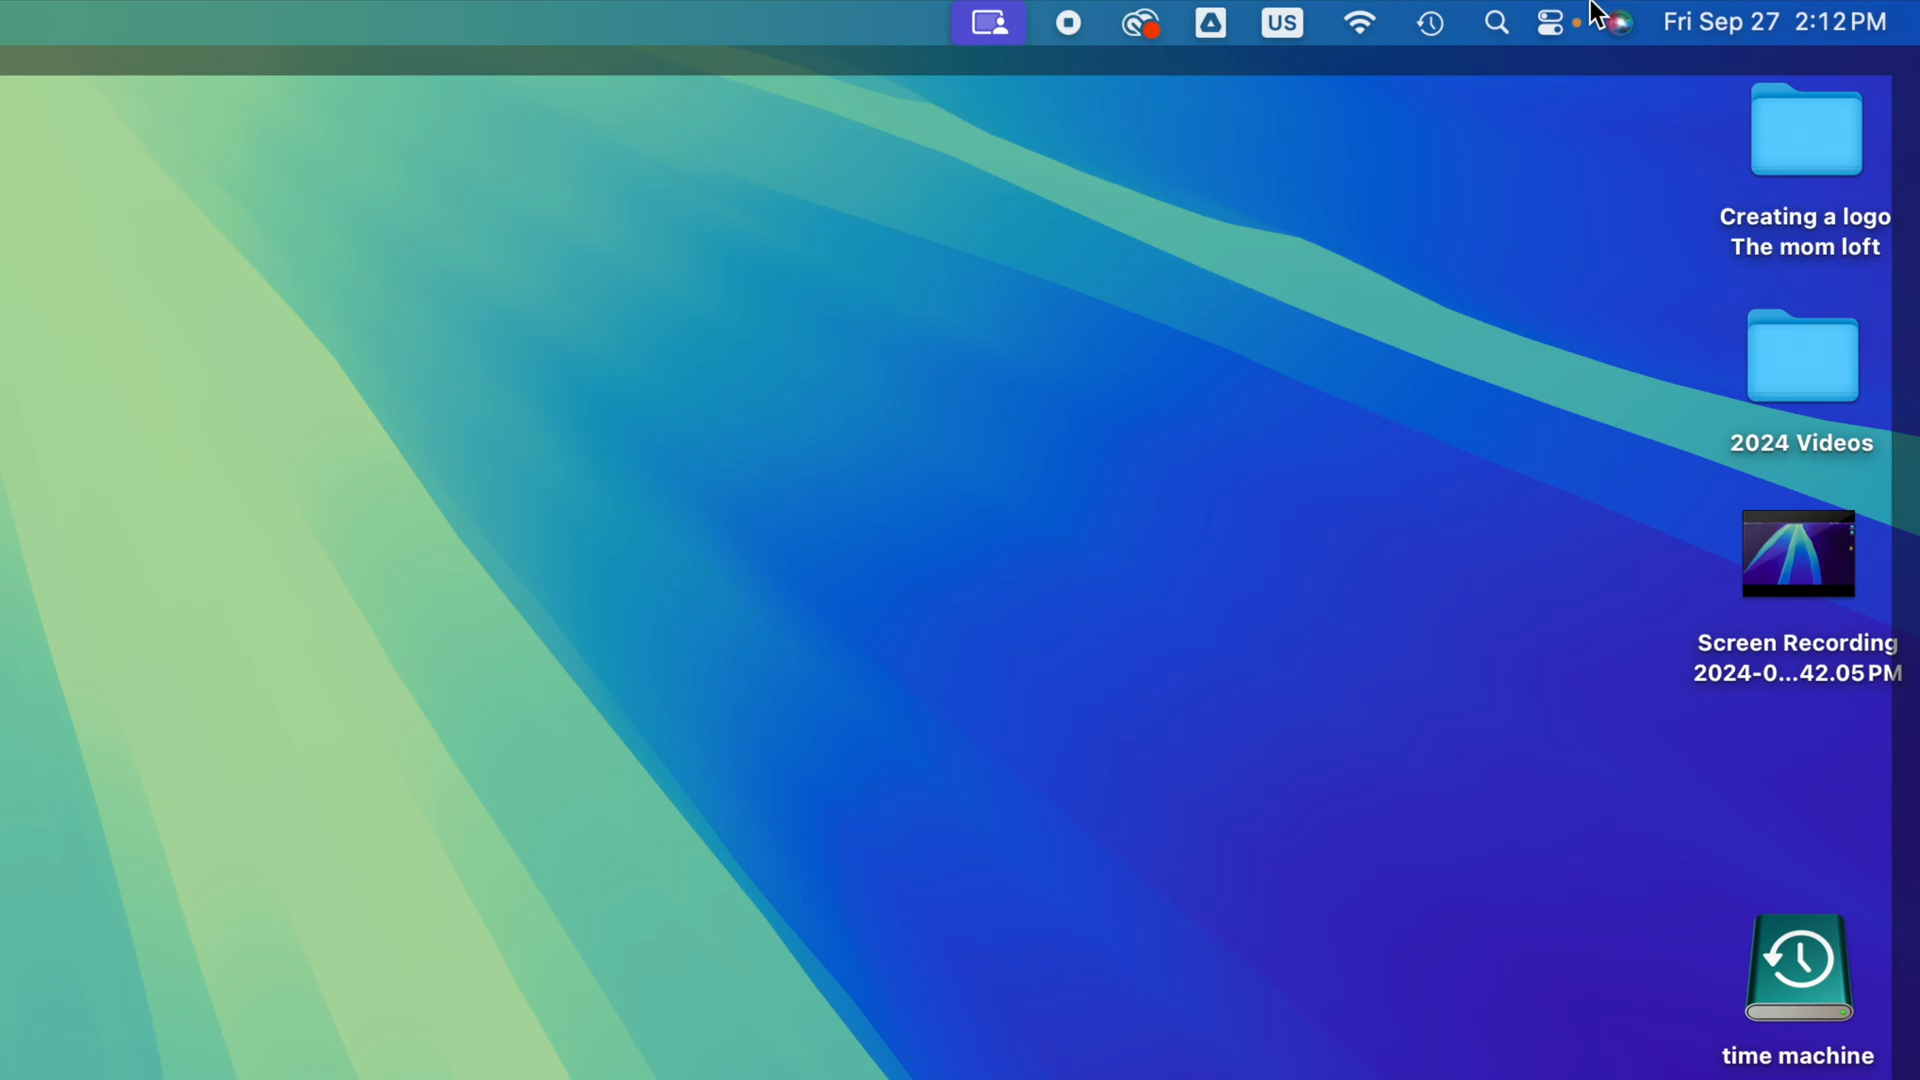 US
Fri Sep 27 2:12 PM
Creating a logo
The mom loft
2024 Videos
Screen Recording
2024-0...42.05 PM
time machine